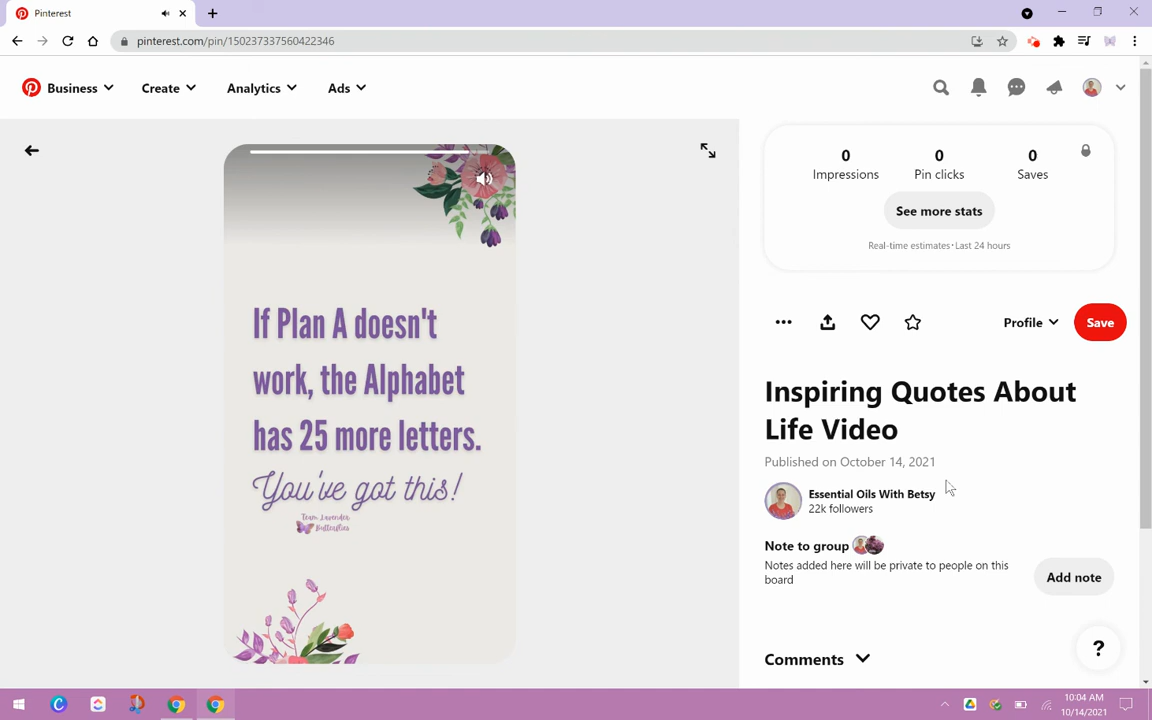 Pinterest
pinterest.com/pin/150237337560422346
Business
Create
Analytics
Ads
If Plan A doesn't
work, the Alphabet
has 25 more letters.
You've got this!
Team Lavender
Butterflies
0
Impressions
0
Pin clicks
0
Saves
See more stats
Real-time estimates•Last 24 hours
Profile
Save
Inspiring Quotes About
Life Video
Published on October 14, 2021
Essential Oils With Betsy
22k followers
Note to group
Notes added here will be private to people on this
board
Add note
Comments
?
10:04 AM
10/14/2021